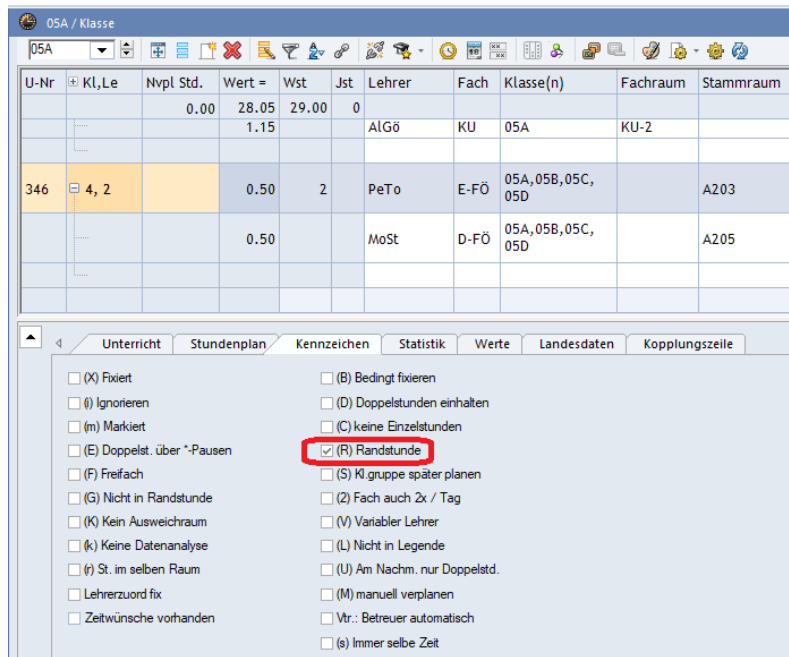 05A / Klasse
05A
U-Nr Kl,Le Nvpl Std. Wert = Wst Jst Lehrer Fach Klasse(n) Fachraum Stammraum
0.00 28.05 29.00 0
1.15 AlGö KU 05A KU-2
346 4, 2 0.50 2 PeTo E-FÖ 05A,05B,05C, A203
05D
0.50 MoSt D-FÖ 05A,05B,05C, A205
05D
Unterricht Stundenplan Kennzeichen Statistik Werte Landesdaten Kopplungszeile
(X) Fixiert (B) Bedingt fixieren
(i) Ignorieren (D) Doppelstunden einhalten
(m) Markiert (C) keine Einzelstunden
(E) Doppelst. über *-Pausen (R) Randstunde
(F) Freifach (S) Kl.gruppe später planen
(G) Nicht in Randstunde (2) Fach auch 2x / Tag
(K) Kein Ausweichraum (V) Variabler Lehrer
(k) Keine Datenanalyse (L) Nicht in Legende
(r) St. im selben Raum (U) Am Nachm. nur Doppelstd.
Lehrerzuord fix (M) manuell verplanen
Zeitwünsche vorhanden Vtr.: Betreuer automatisch
(s) Immer selbe Zeit